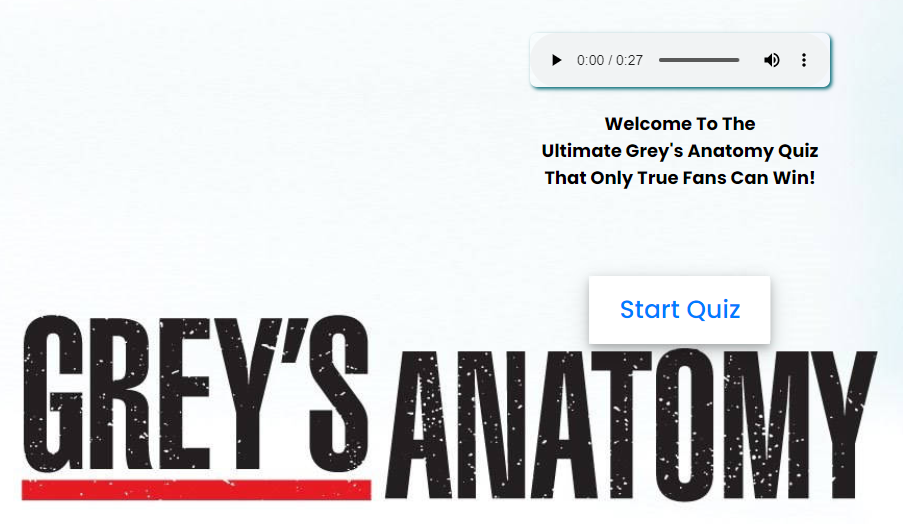 0:00 / 0:27
Welcome To The
Ultimate Grey's Anatomy Quiz
That Only True Fans Can Win!
Start Quiz
GREY'S ANATOMY